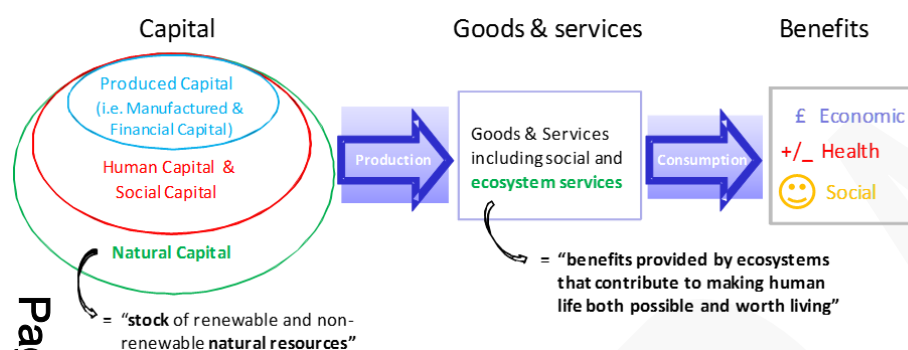 Capital
Goods & services
Benefits
Produced Capital
(i.e. Manufactured &
Financial Capital)
Human Capital &
Social Capital
Natural Capital
= “stock of renewable and non-
renewable natural resources”
Production
Goods & Services
including social and
ecosystem services
= “benefits provided by ecosystems
that contribute to making human
life both possible and worth living”
Consumption
£ Economic
+/_ Health
Social